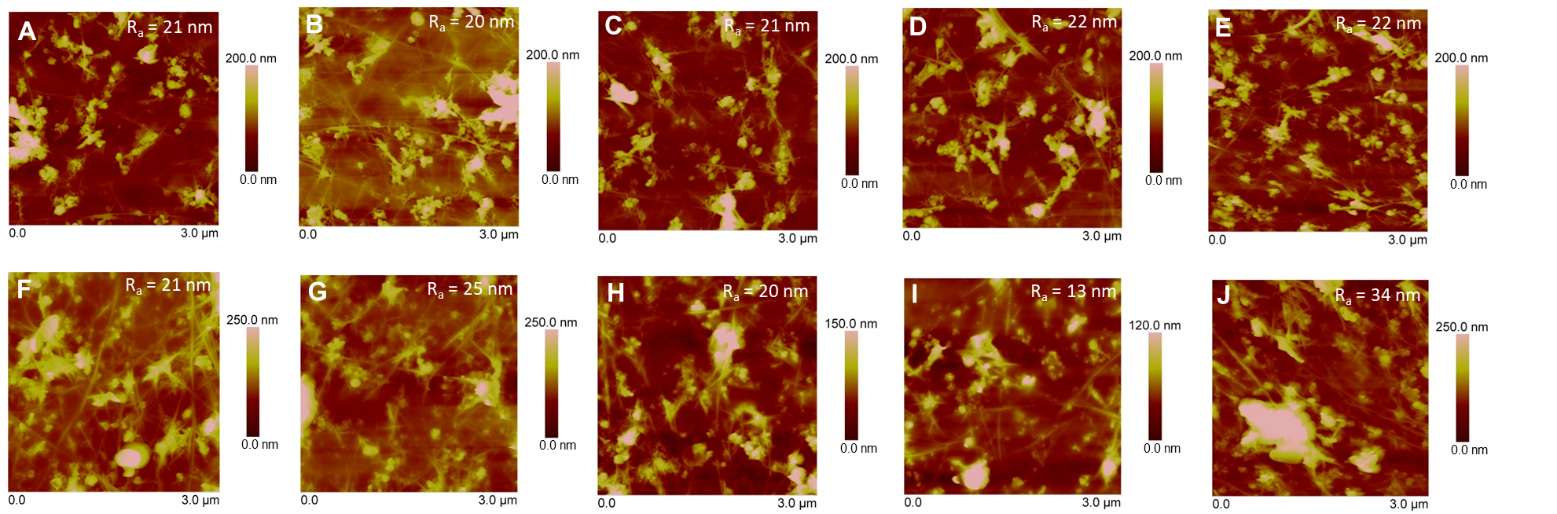 A
Ra = 21 nm
200.0 nm
0.0 nm
0.0
3.0 µm
B
Ra = 20 nm
200.0 nm
0.0 nm
0.0
3.0 µm
C
Ra = 21 nm
200.0 nm
0.0 nm
0.0
3.0 µm
D
Ra = 22 nm
200.0 nm
0.0 nm
0.0
3.0 µm
E
Ra = 22 nm
200.0 nm
0.0 nm
0.0
3.0 µm
F
Ra = 21 nm
250.0 nm
0.0 nm
0.0
3.0 µm
G
Ra = 25 nm
250.0 nm
0.0 nm
0.0
3.0 µm
H
Ra = 20 nm
150.0 nm
0.0 nm
0.0
3.0 µm
I
Ra = 13 nm
120.0 nm
0.0 nm
0.0
3.0 µm
J
Ra = 34 nm
250.0 nm
0.0 nm
0.0
3.0 µm